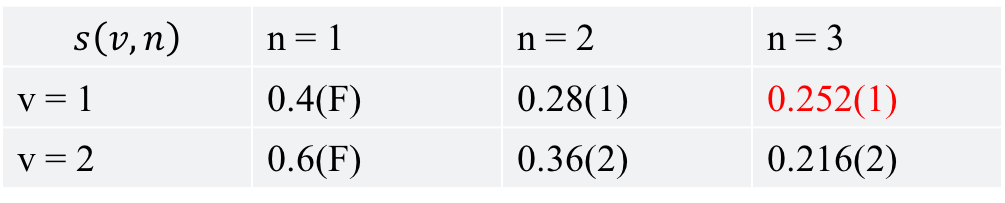 s(v,n) n = 1 n = 2 n = 3
v = 1 0.4(F) 0.28(1) 0.252(1)
v = 2 0.6(F) 0.36(2) 0.216(2)